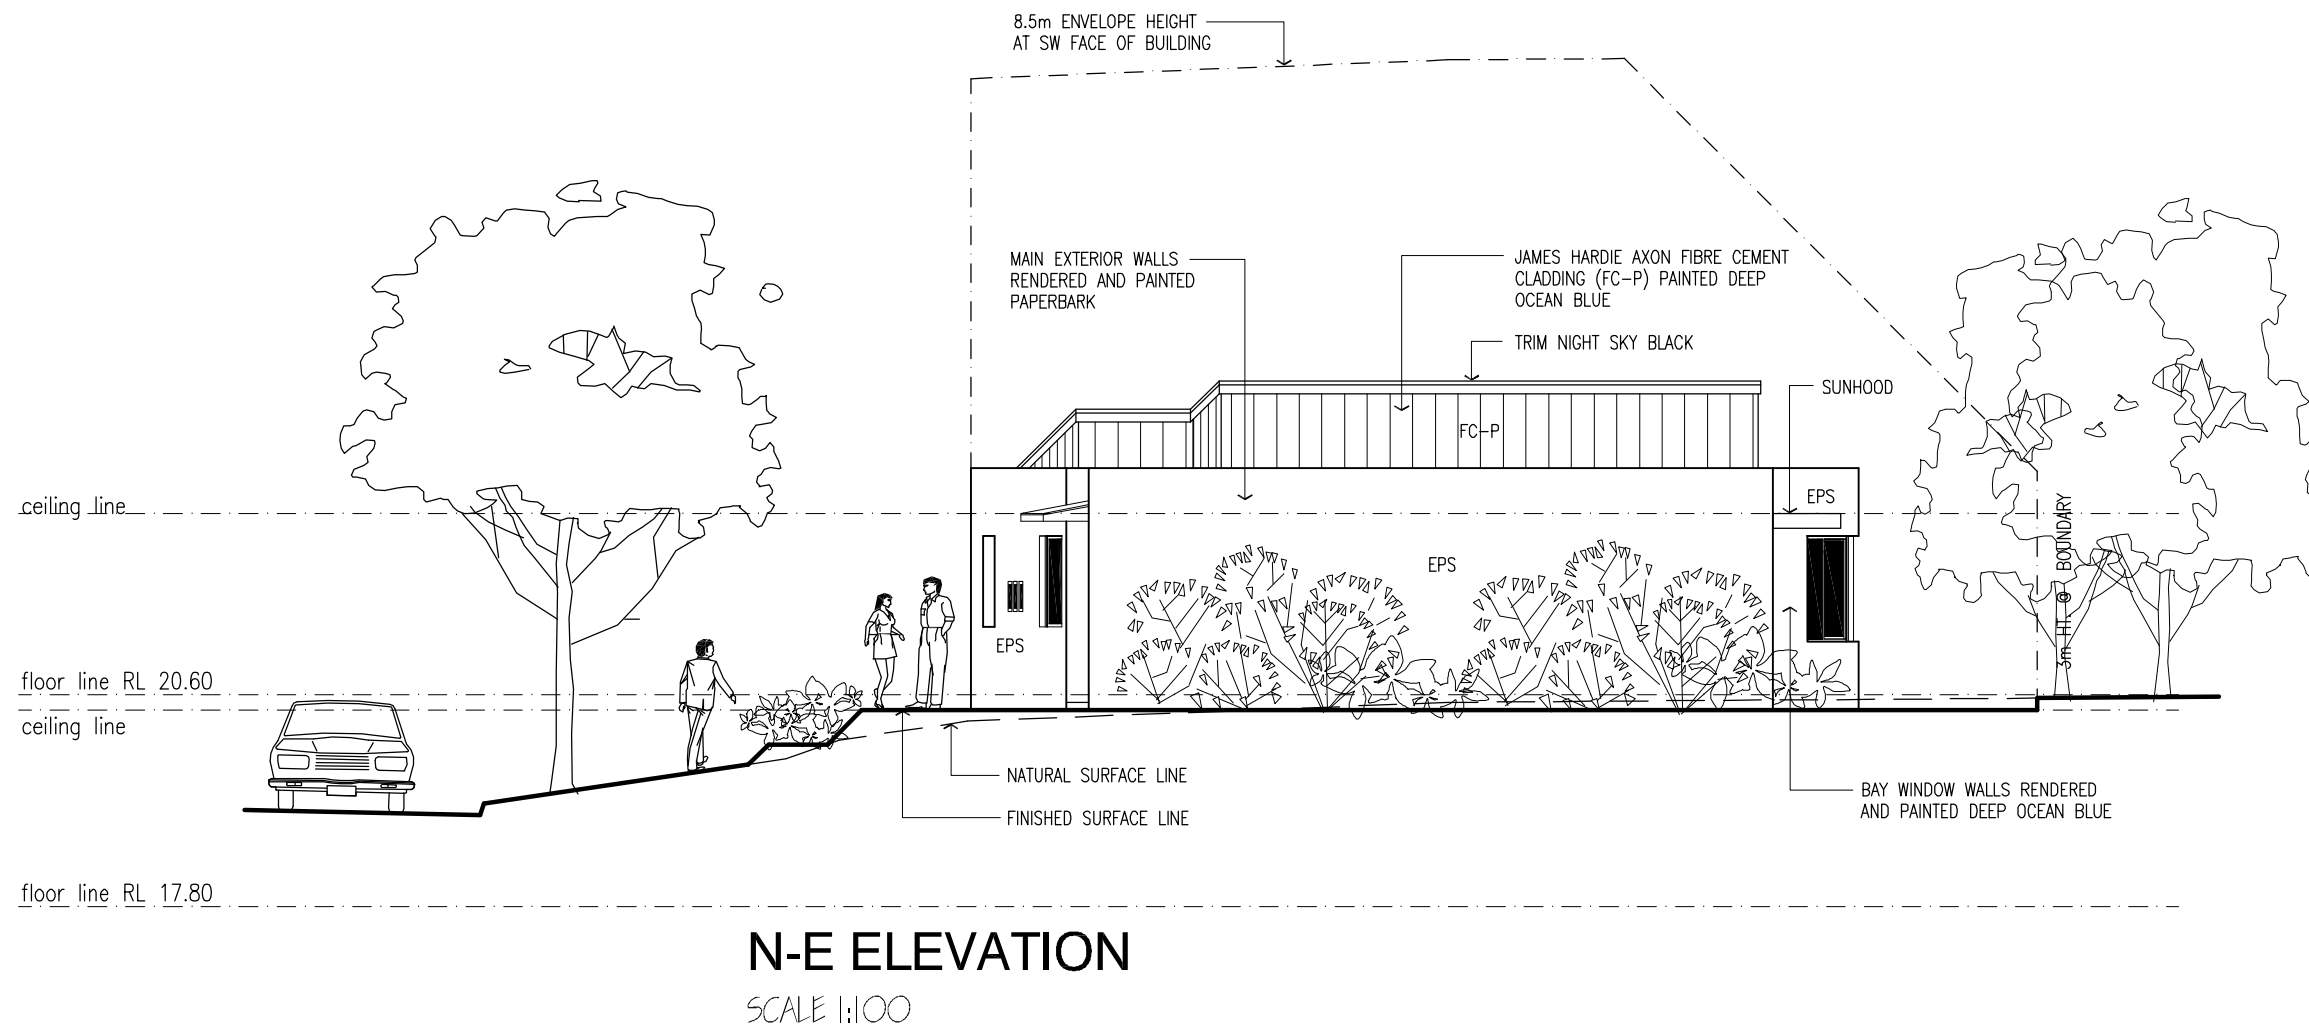 8.5m ENVELOPE HEIGHT
AT SW FACE OF BUILDING
MAIN EXTERIOR WALLS
RENDERED AND PAINTED
PAPERBARK
JAMES HARDIE AXON FIBRE CEMENT
CLADDING (FC-P) PAINTED DEEP
OCEAN BLUE
TRIM NIGHT SKY BLACK
SUNHOOD
FC-P
ceiling line
EPS
EPS
EPS
3m HT. @ BOUNDARY
floor line RL 20.60
ceiling line
NATURAL SURFACE LINE
FINISHED SURFACE LINE
BAY WINDOW WALLS RENDERED
AND PAINTED DEEP OCEAN BLUE
floor line RL 17.80
N-E ELEVATION
SCALE 1:100